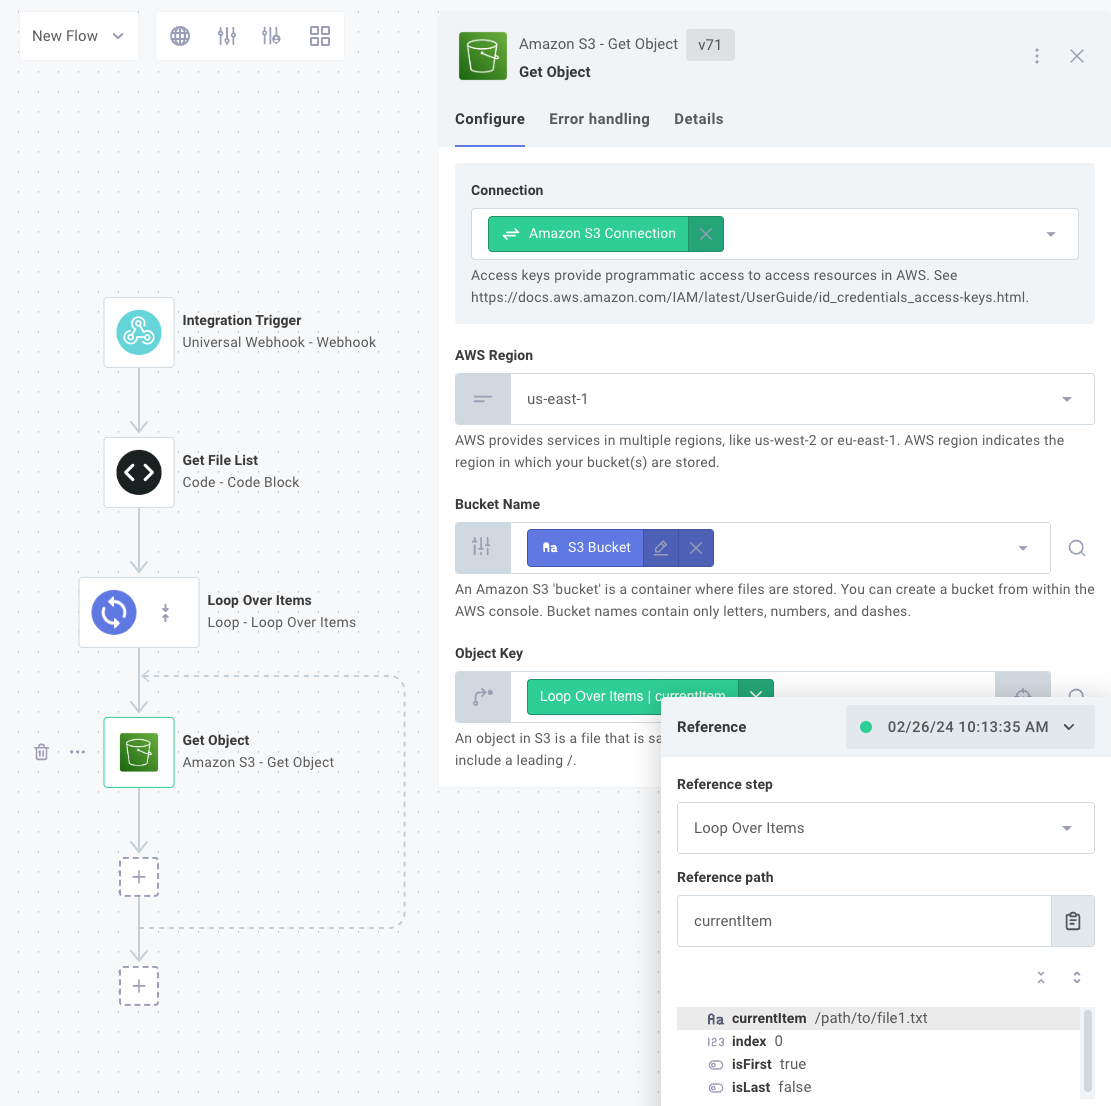 New Flow
Integration Trigger
Universal Webhook - Webhook
Get File List
Code - Code Block
Loop Over Items
Loop - Loop Over Items
Get Object
Amazon S3 - Get Object
Amazon S3 - Get Object v71
Get Object
Configure Error handling Details
Connection
Amazon S3 Connection
Access keys provide programmatic access to access resources in AWS. See
https://docs.aws.amazon.com/IAM/latest/UserGuide/id_credentials_access-keys.html.
AWS Region
us-east-1
AWS provides services in multiple regions, like us-west-2 or eu-east-1. AWS region indicates the
region in which your bucket(s) are stored.
Bucket Name
Aa S3 Bucket
An Amazon S3 'bucket' is a container where files are stored. You can create a bucket from within the
AWS console. Bucket names contain only letters, numbers, and dashes.
Object Key
Loop Over Items | currentItem
An object in S3 is a file that is
include a leading /.
Reference 02/26/24 10:13:35 AM
Reference step
Loop Over Items
Reference path
currentItem
Aa currentItem /path/to/file1.txt
123 index 0
isFirst true
isLast false